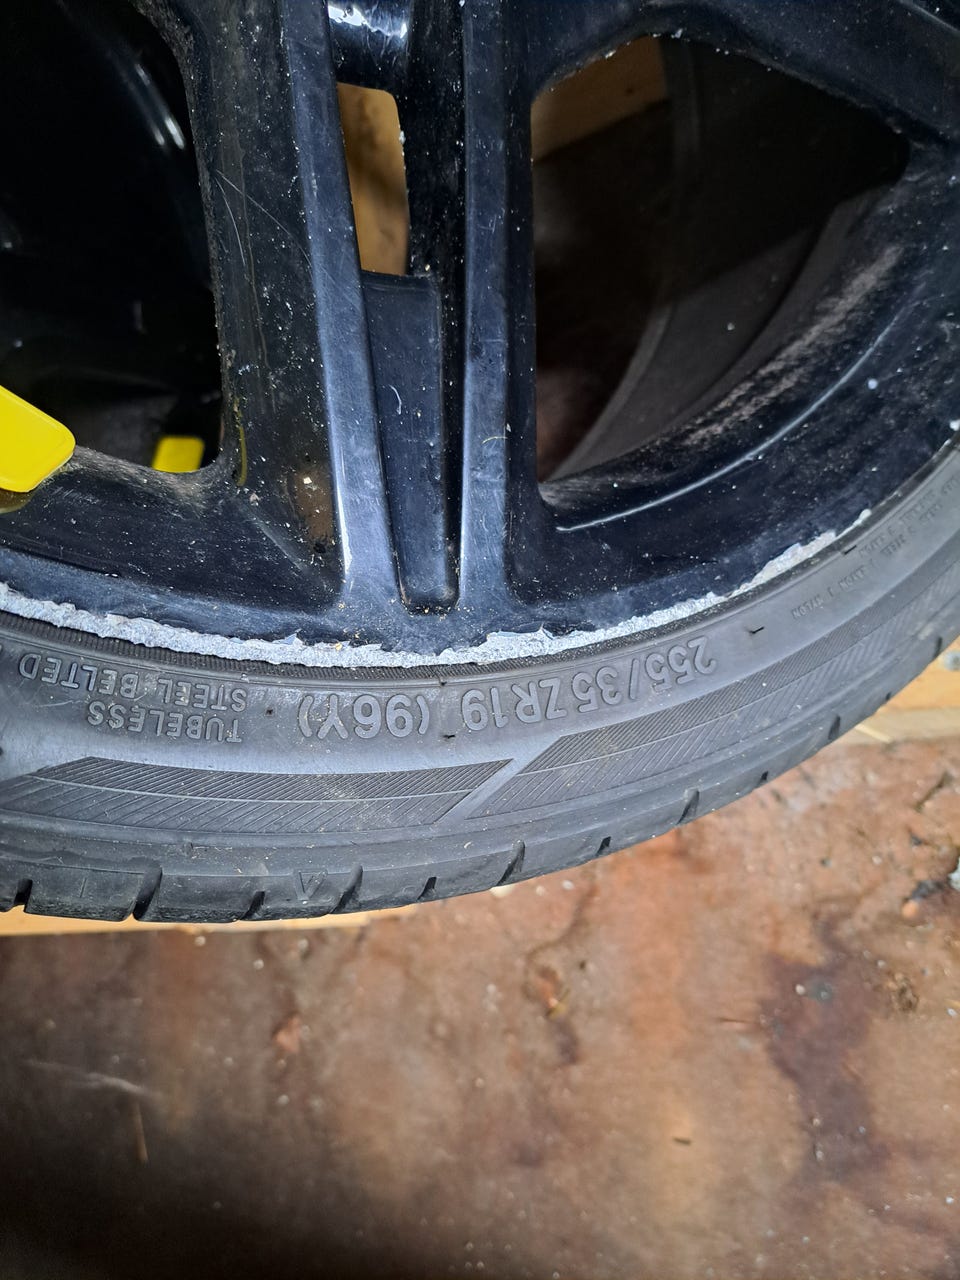 255/35 ZR19 (96Y)
TUBELESS
STEEL BELTED